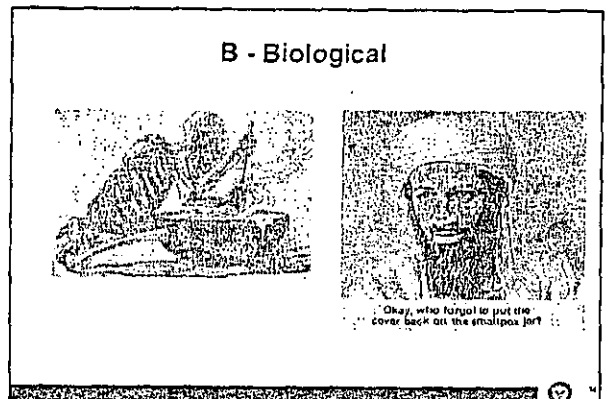 B - Biological
Okay, who forgot to put the
cover back on the smallpox jar?